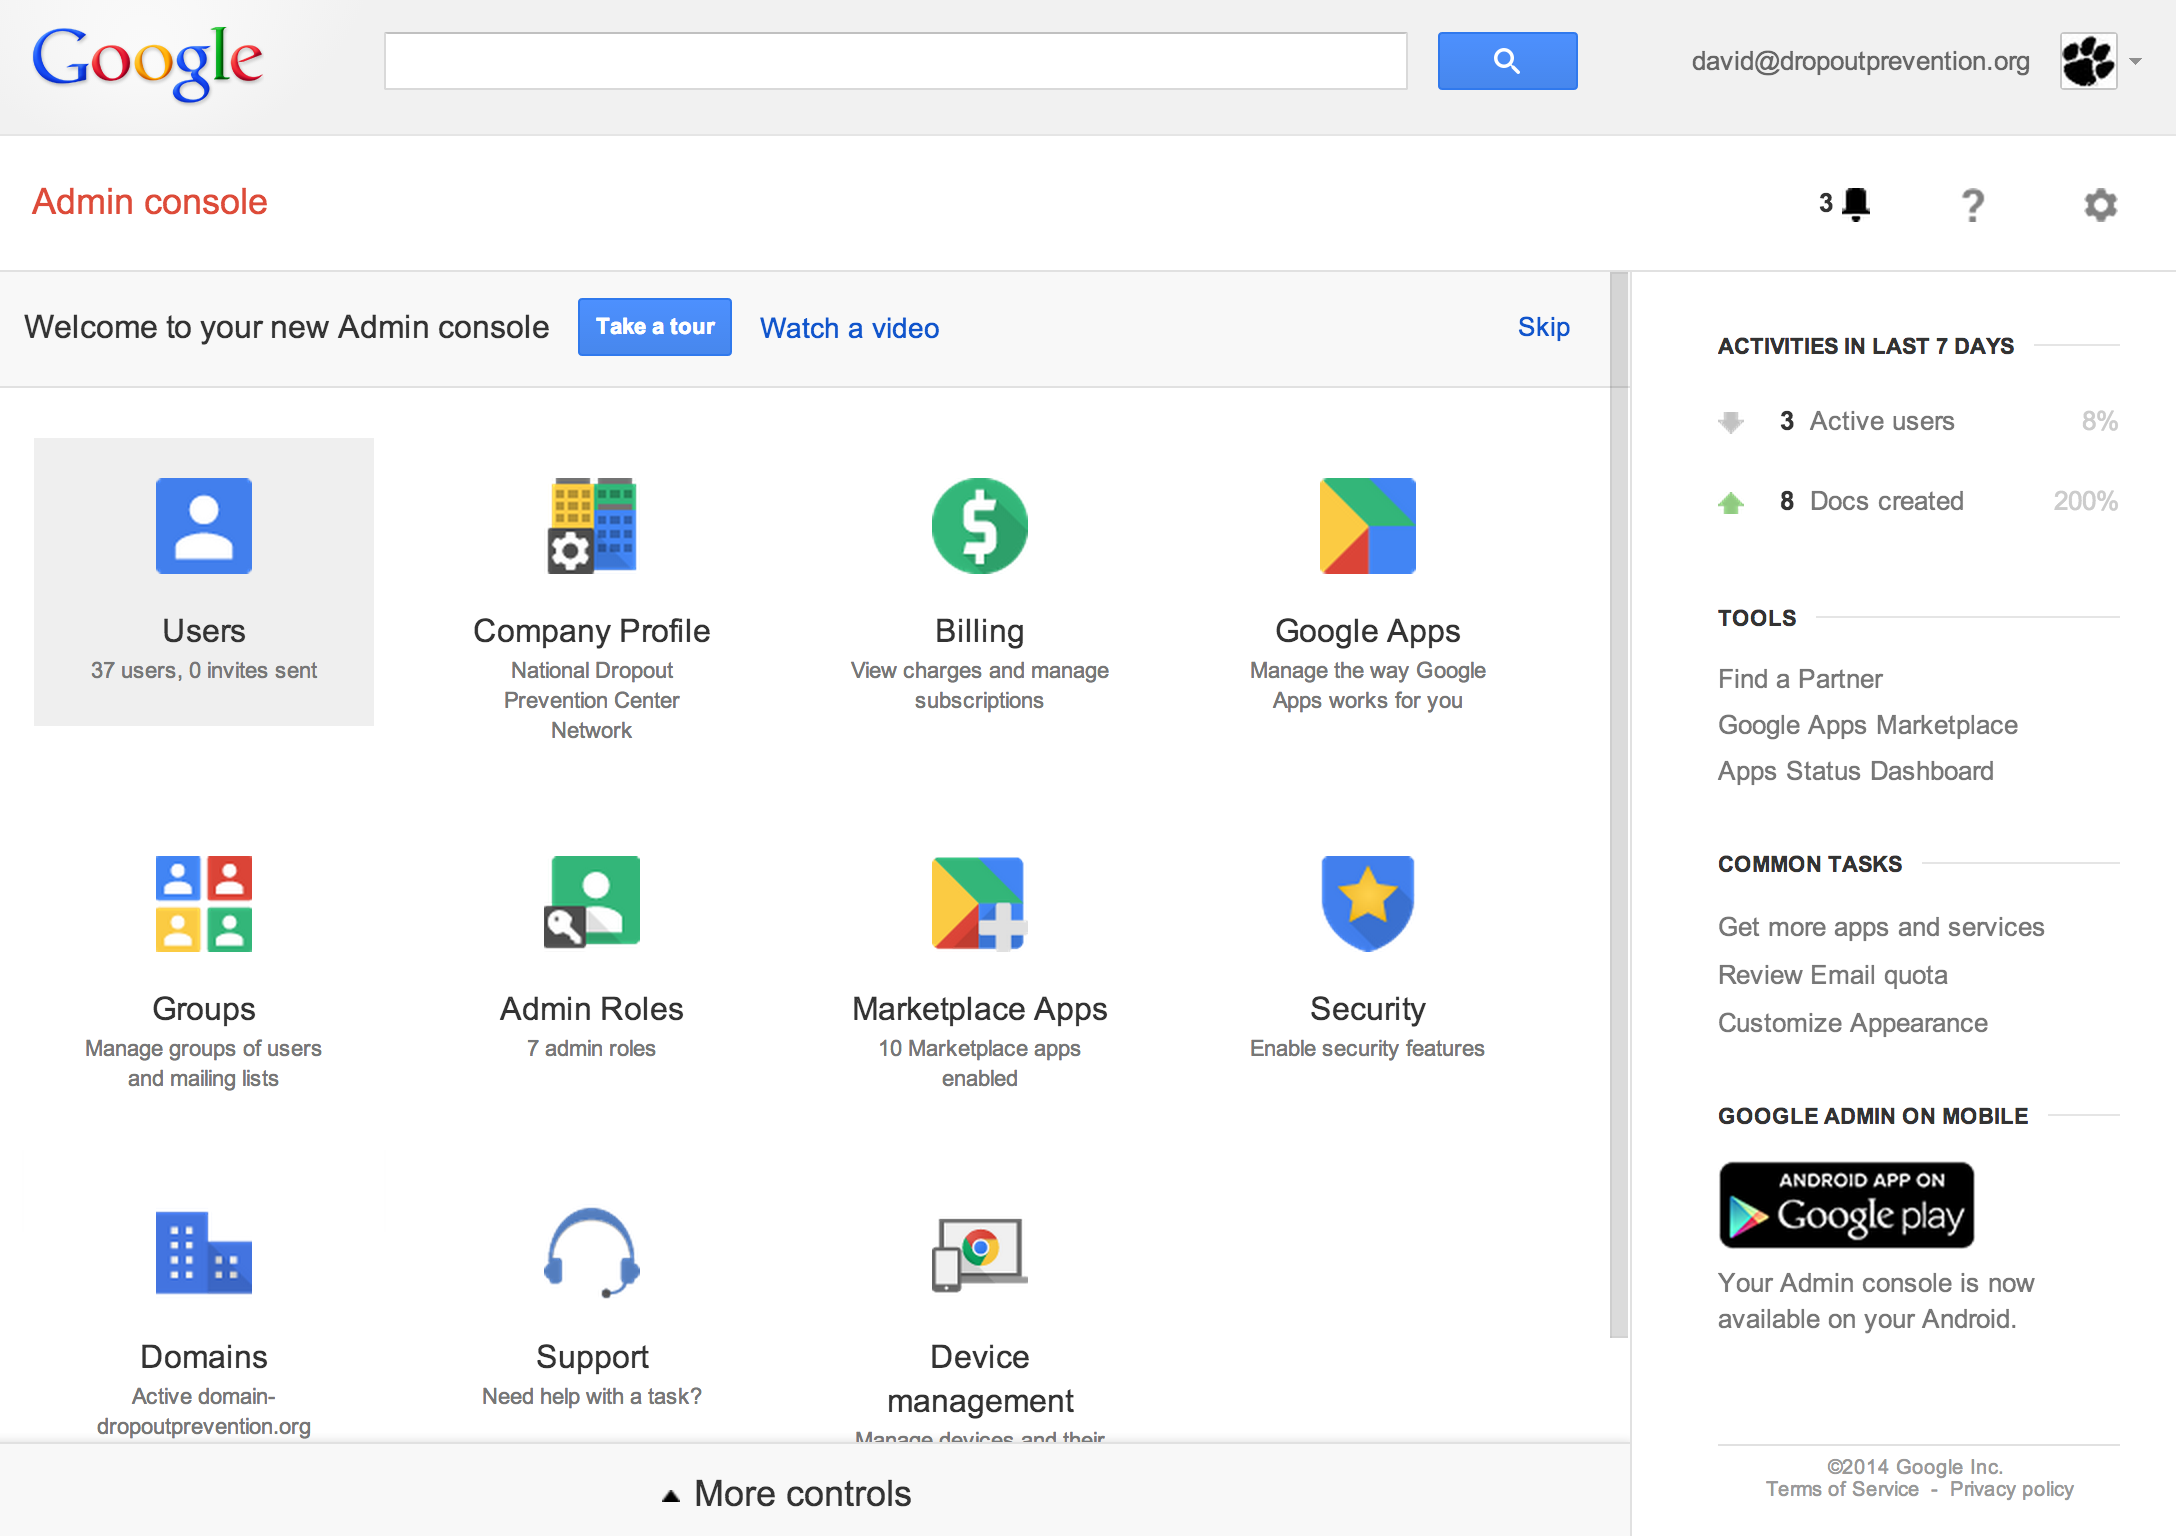 Google
david@dropoutprevention.org
Admin console
3
?
Welcome to your new Admin console
Take a tour
Watch a video
Skip
Users
37 users, 0 invites sent
Company Profile
National Dropout
Prevention Center
Network
Billing
View charges and manage
subscriptions
Google Apps
Manage the way Google
Apps works for you
Groups
Manage groups of users
and mailing lists
Admin Roles
7 admin roles
Marketplace Apps
10 Marketplace apps
enabled
Security
Enable security features
Domains
Active domain-
dropoutprevention.org
Support
Need help with a task?
Device
management
Manage devices and their
More controls
ACTIVITIES IN LAST 7 DAYS
3 Active users 8%
8 Docs created 200%
TOOLS
Find a Partner
Google Apps Marketplace
Apps Status Dashboard
COMMON TASKS
Get more apps and services
Review Email quota
Customize Appearance
GOOGLE ADMIN ON MOBILE
ANDROID APP ON
Google play
Your Admin console is now
available on your Android.
©2014 Google Inc.
Terms of Service - Privacy policy